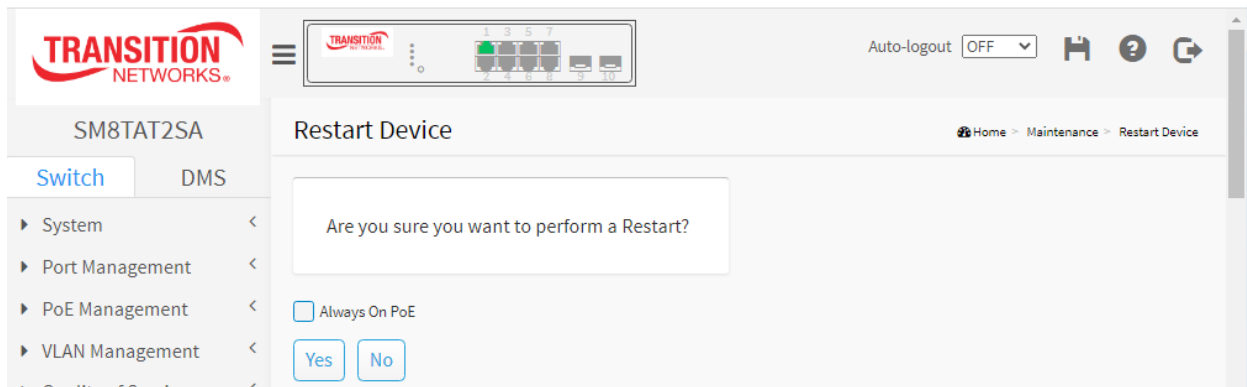 TRANSITION
NETWORKS®
TRANSITION
1 3 5 7
2 4 6 8 9 10
Auto-logout OFF
SM8TAT2SA
Restart Device
Home > Maintenance > Restart Device
Switch DMS
Are you sure you want to perform a Restart?
System
Port Management
PoE Management
VLAN Management
Always On PoE
Yes No